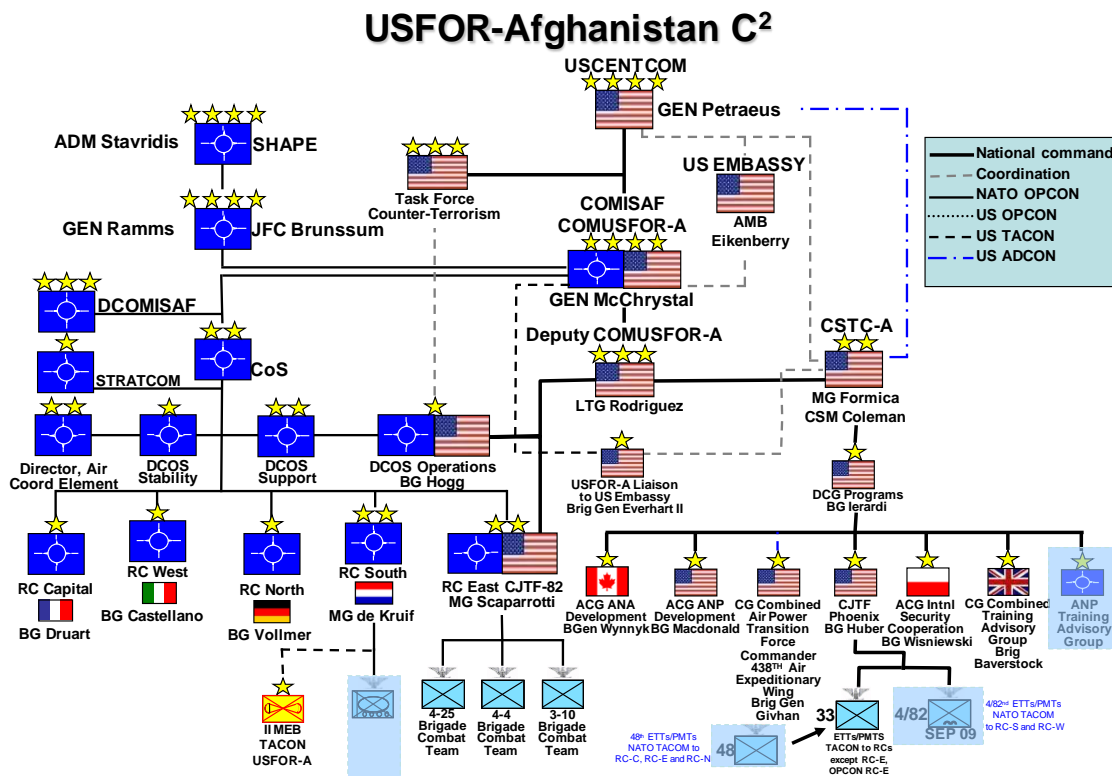 USFOR-Afghanistan C²
USCENTCOM
GEN Petraeus
ADM Stavridis
SHAPE
US EMBASSY
AMB
Eikenberry
Task Force
Counter-Terrorism
COMISAF
COMUSFOR-A
GEN McChrystal
GEN Ramms
JFC Brunssum
National command
Coordination
NATO OPCON
US OPCON
US TACON
US ADCON
DCOMISAF
STRATCOM
CoS
Deputy COMUSFOR-A
LTG Rodriguez
CSTC-A
MG Formica
CSM Coleman
Director, Air
Coord Element
DCOS
Stability
DCOS
Support
DCOS Operations
BG Hogg
USFOR-A Liaison
to US Embassy
Brig Gen Everhart II
DCG Programs
BG Ierardi
RC Capital
BG Druart
RC West
BG Castellano
RC North
BG Vollmer
RC South
MG de Kruif
RC East CJTF-82
MG Scaparrotti
ACG ANA
Development
BGen Wynnyk
ACG ANP
Development
BG Macdonald
CG Combined
Air Power
Transition
Force
Commander
438TH Air
Expeditionary
Wing
Brig Gen
Givhan
CJTF
Phoenix
BG Huber
ACG Intnl
Security
Cooperation
BG Wisniewski
CG Combined
Training
Advisory
Group
Brig
Baverstock
ANP
Training
Advisory
Group
II MEB
TACON
USFOR-A
4-25
Brigade
Combat
Team
4-4
Brigade
Combat
Team
3-10
Brigade
Combat
Team
48th ETTs/PMTs
NATO TACOM to
RC-C, RC-E and RC-N
48
33
ETTs/PMTS
TACON to RCs
except RC-E,
OPCON RC-E
4/82
SEP 09
4/82nd ETTs/PMTs
NATO TACOM
to RC-S and RC-W